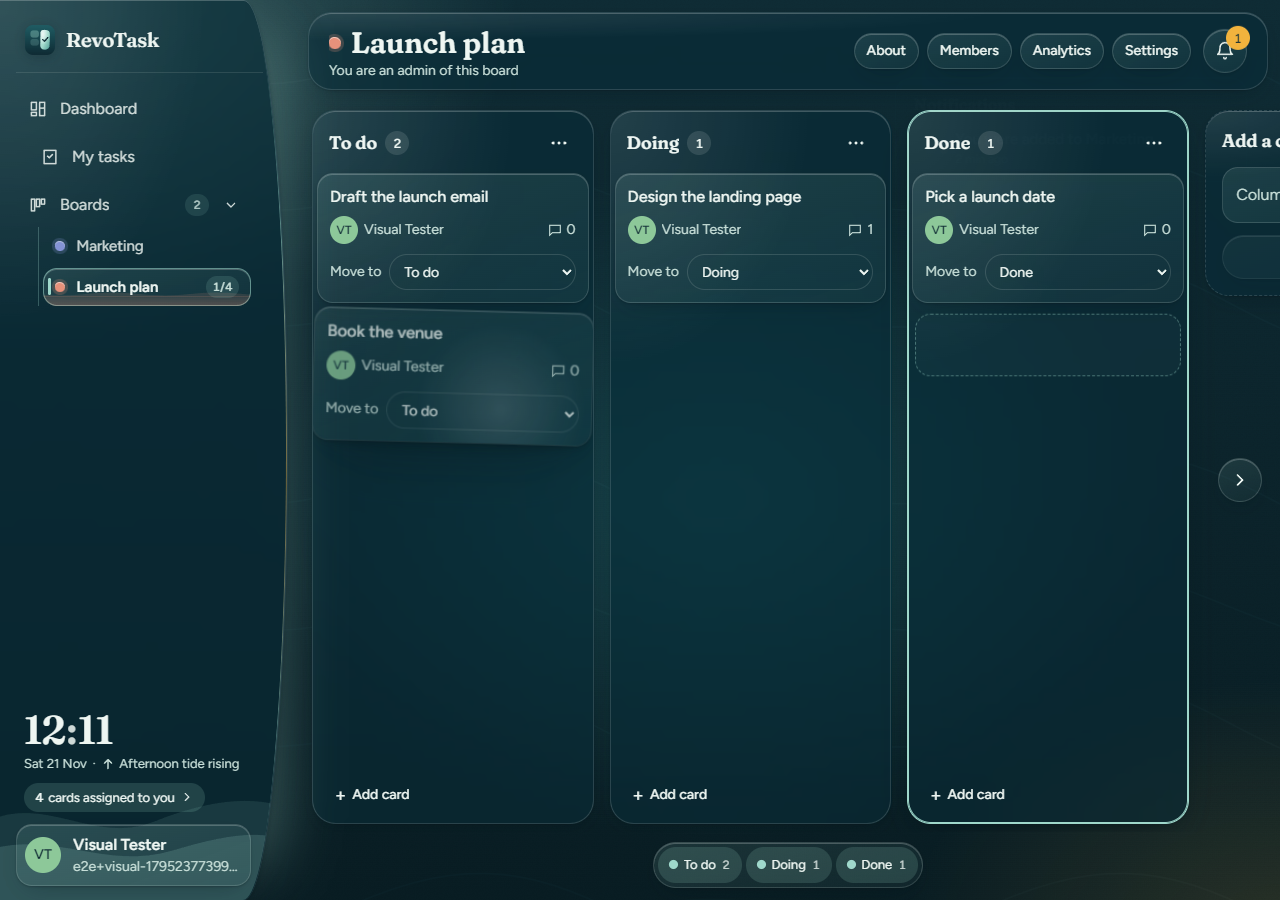 RevoTask
Dashboard
My tasks
Boards 2
Marketing
Launch plan 1/4
12:11
Sat 21 Nov · ↑ Afternoon tide rising
4 cards assigned to you
VT
Visual Tester
e2e+visual-17952377399...
Launch plan
You are an admin of this board
About
Members
Analytics
Settings
1
To do 2
Draft the launch email
VT Visual Tester 0
Move to To do
Book the venue
VT Visual Tester 0
Move to To do
+ Add card
Doing 1
Design the landing page
VT Visual Tester 1
Move to Doing
+ Add card
Done 1
Pick a launch date
VT Visual Tester 0
Move to Done
+ Add card
Add a c
Colum
To do 2
Doing 1
Done 1